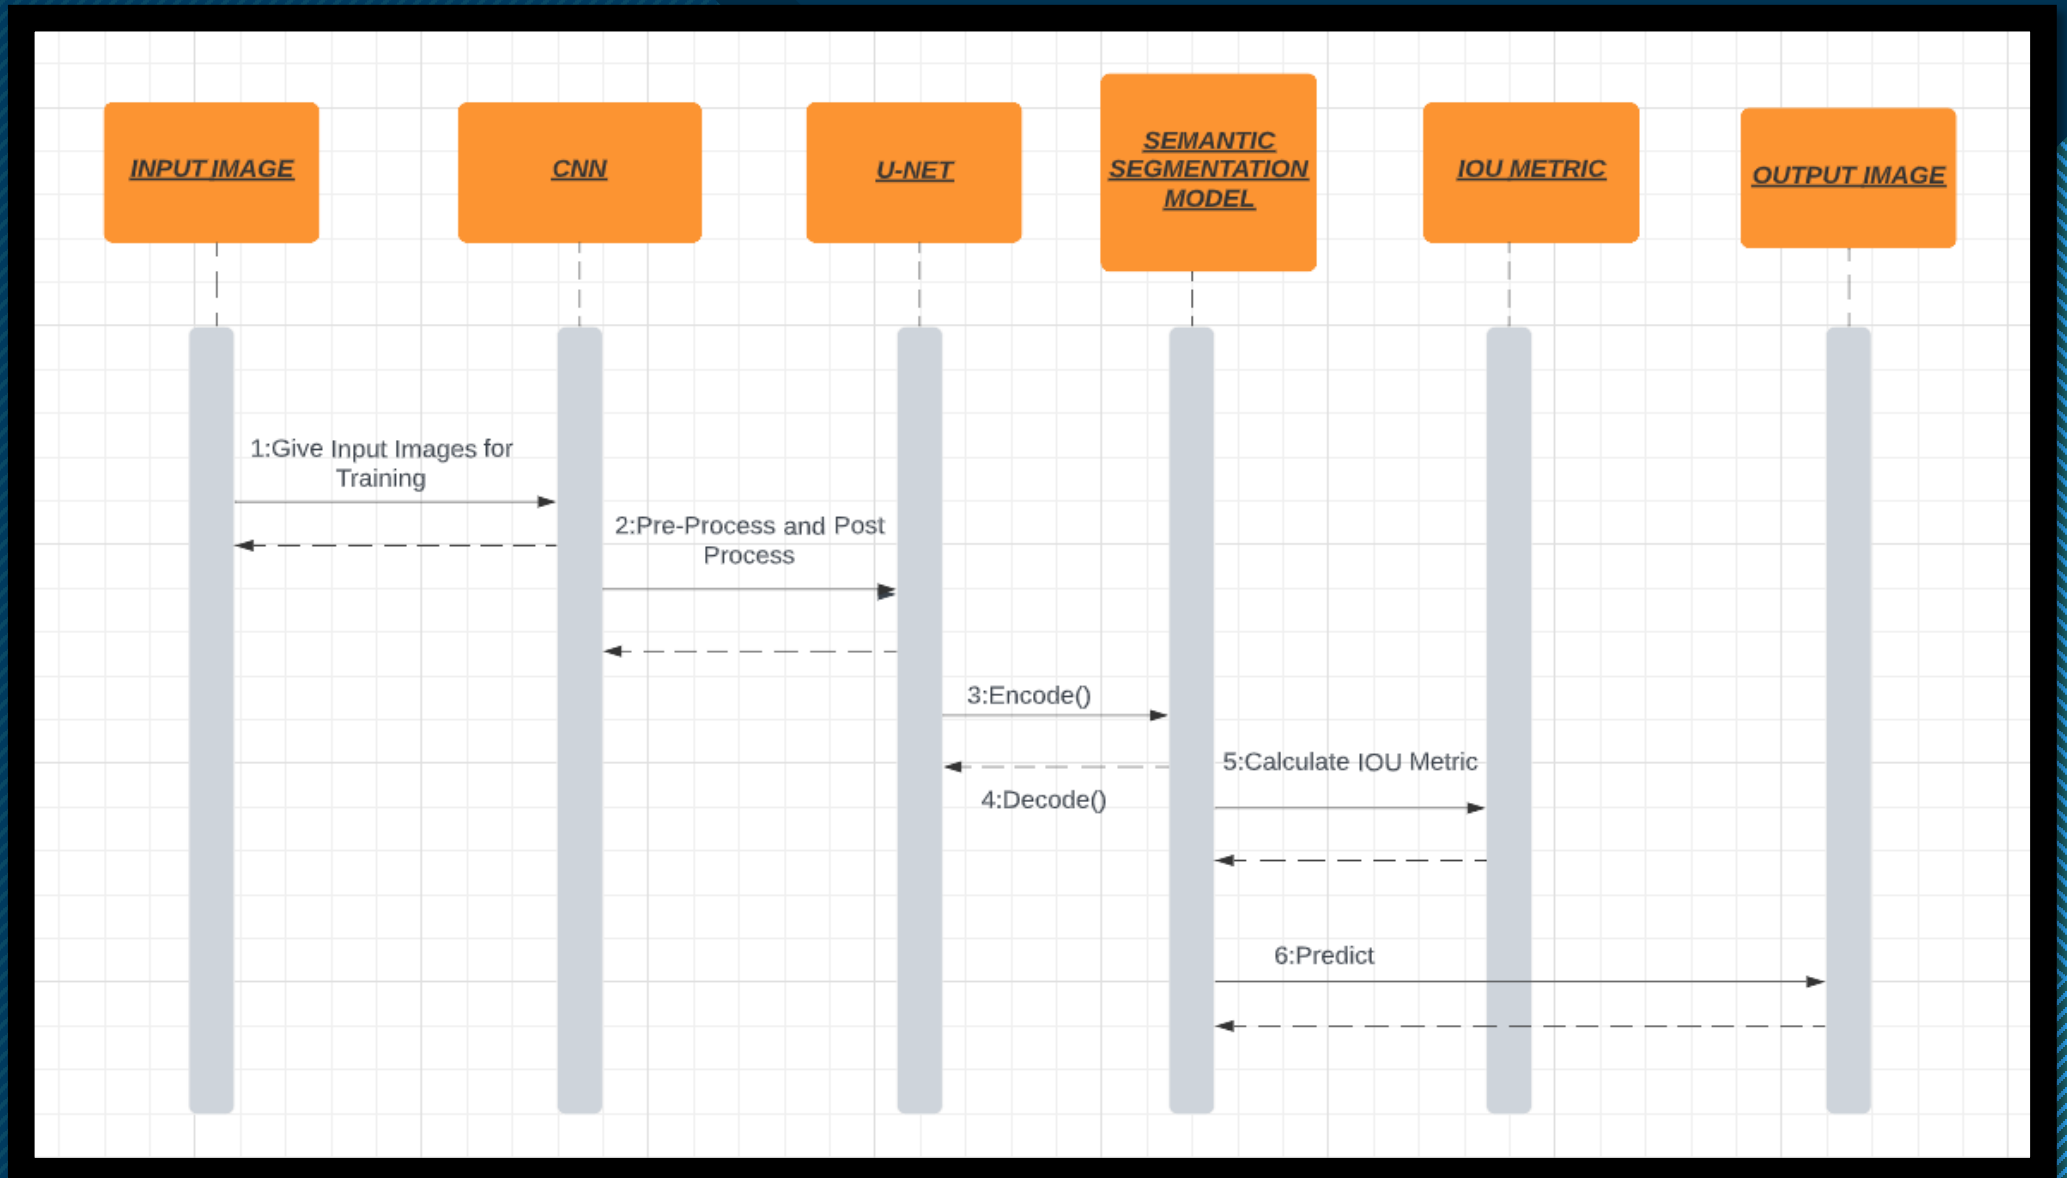 INPUT IMAGE
CNN
U-NET
SEMANTIC
SEGMENTATION
MODEL
IOU METRIC
OUTPUT IMAGE
1:Give Input Images for
Training
2:Pre-Process and Post
Process
3:Encode()
4:Decode()
5:Calculate IOU Metric
6:Predict